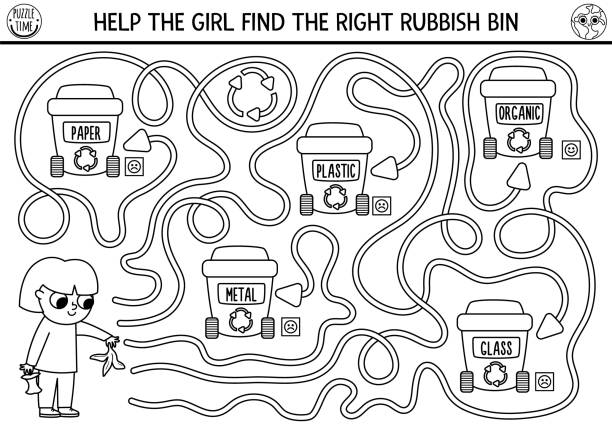 PUZZLE
TIME
HELP THE GIRL FIND THE RIGHT RUBBISH BIN
PAPER
PLASTIC
ORGANIC
METAL
GLASS